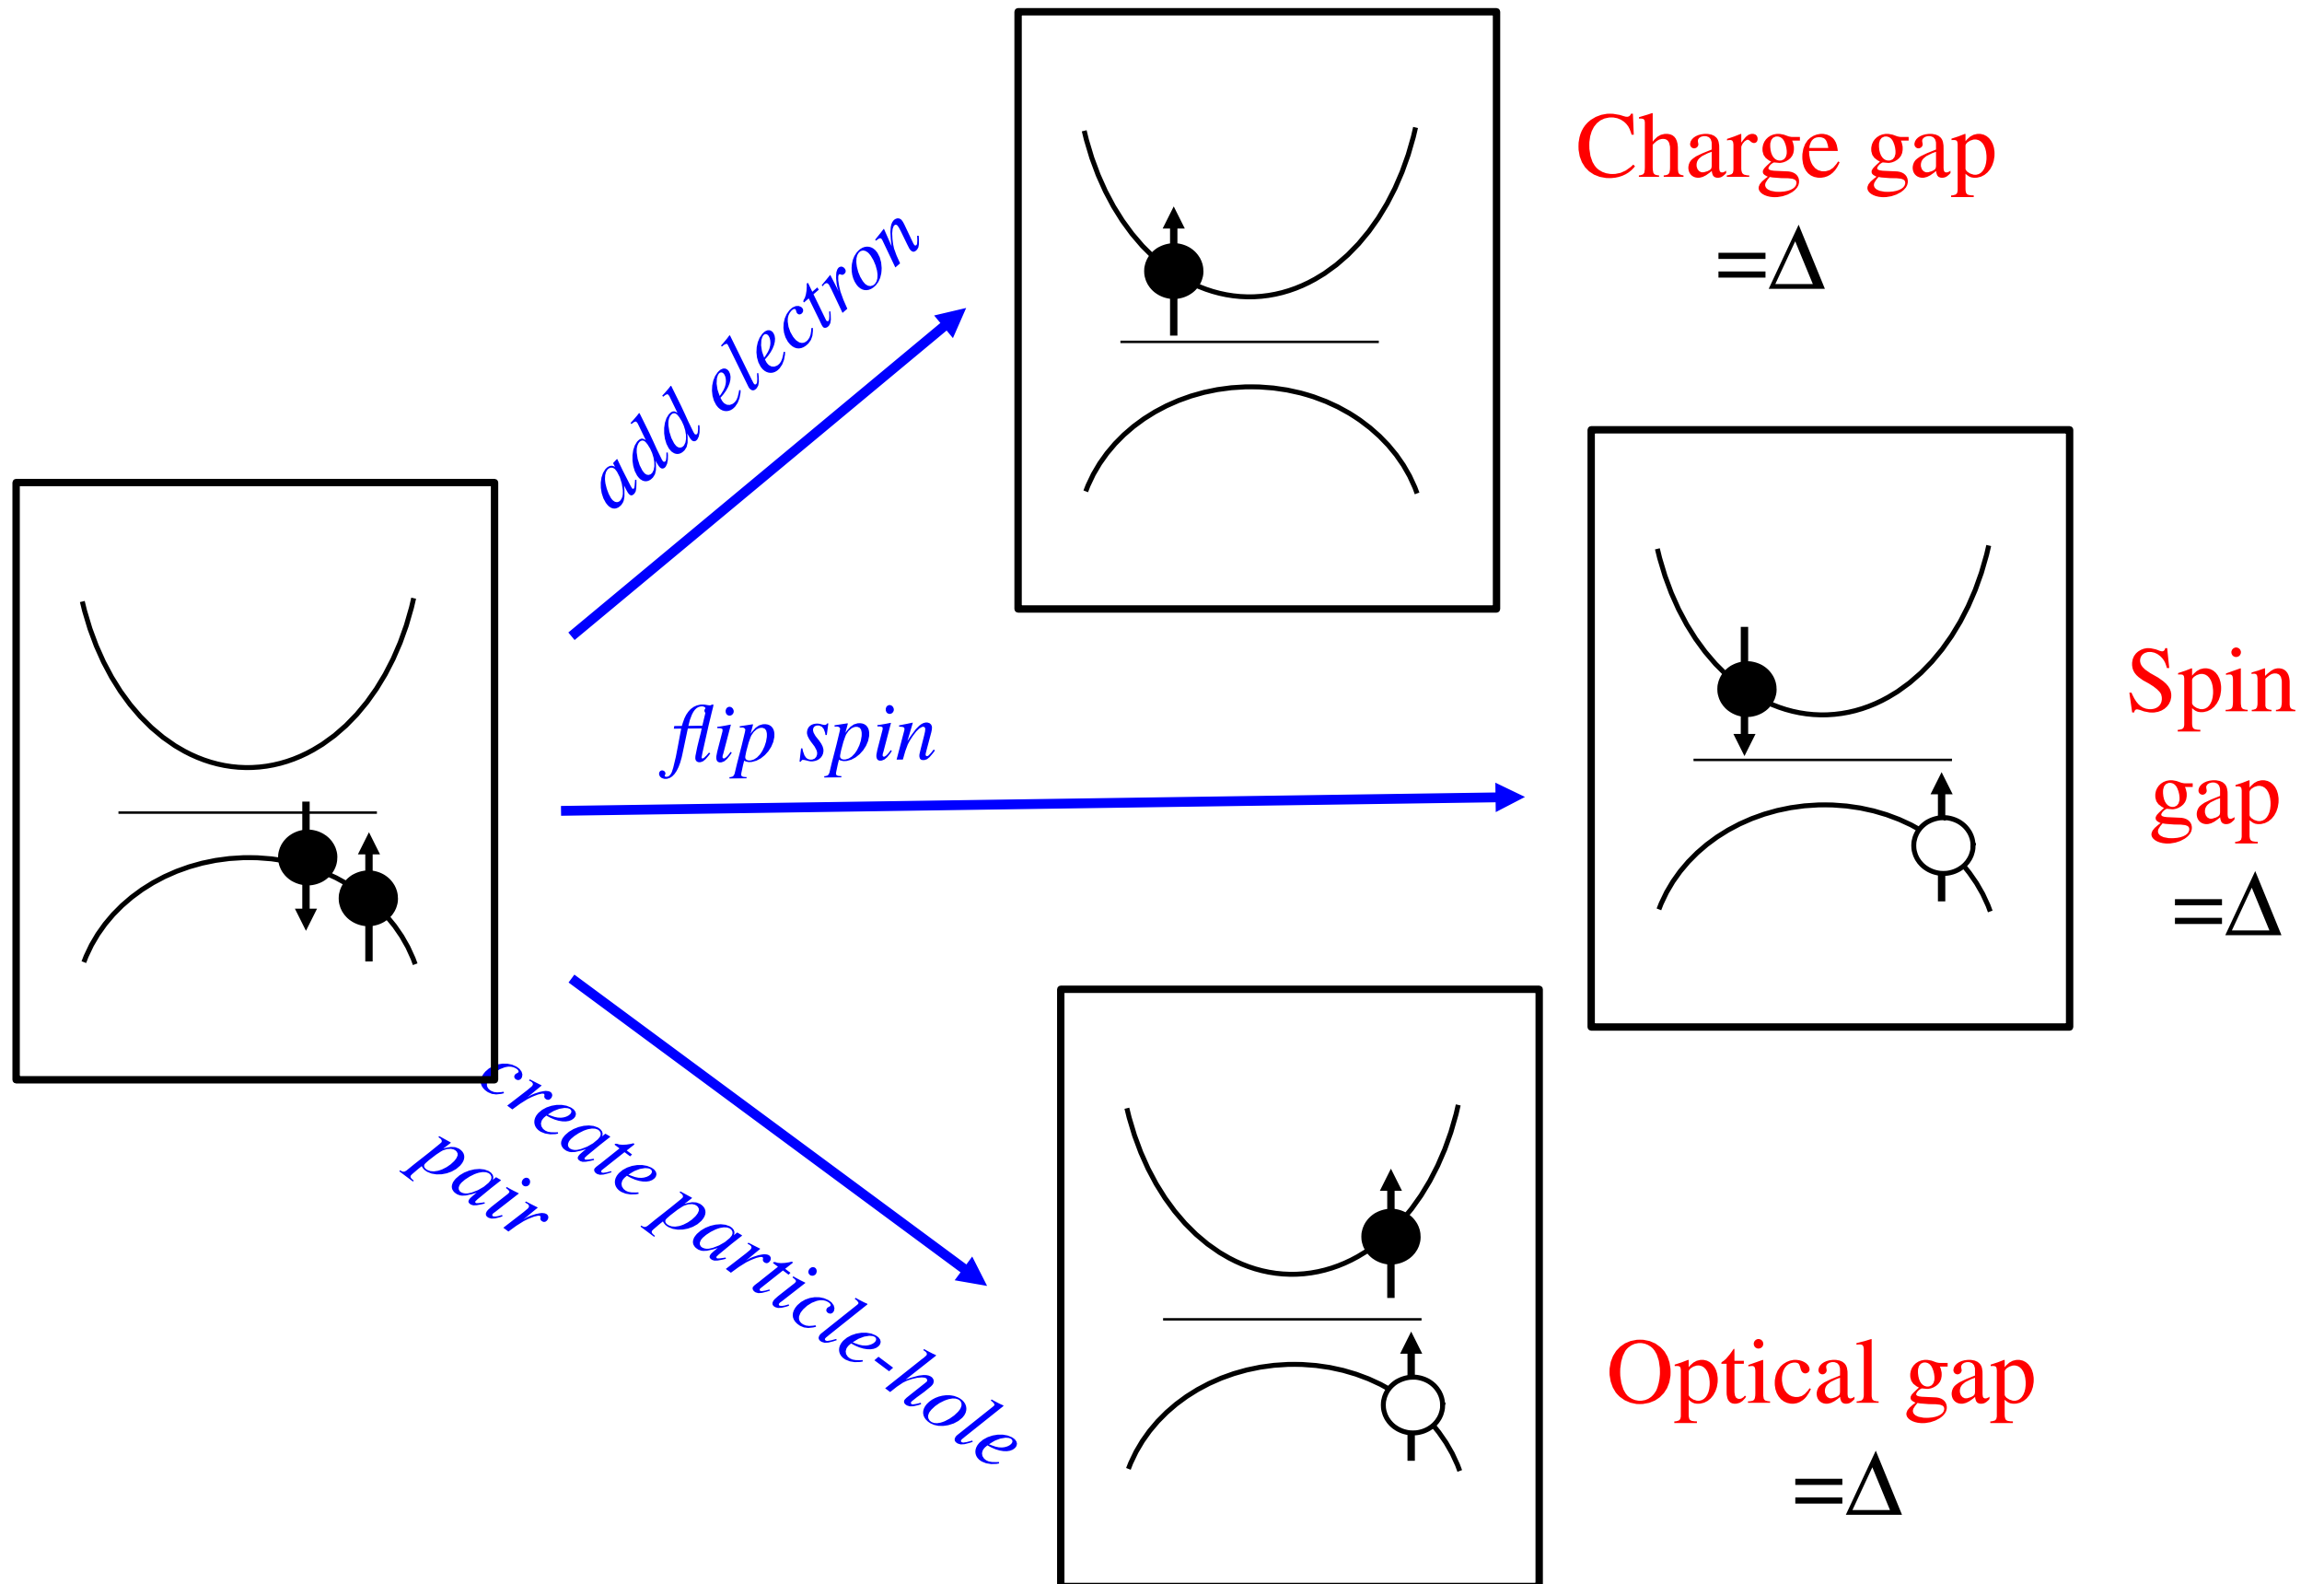 Charge gap
=Δ
add electron
flip spin
Spin
gap
=Δ
create particle-hole
pair
Optical gap
=Δ